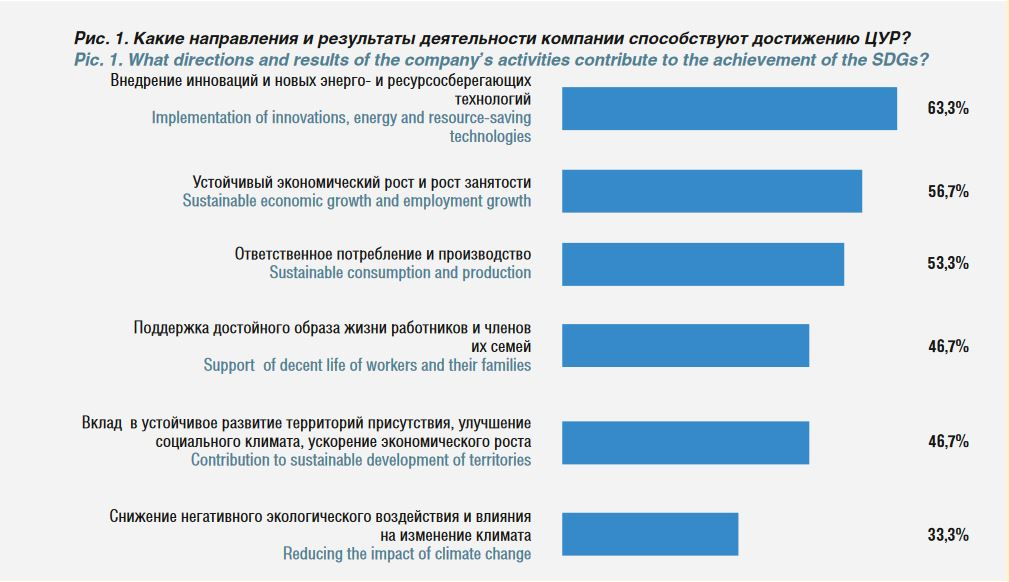 Рис. 1. Какие направления и результаты деятельности компании способствуют достижению ЦУР?
Pic. 1. What directions and results of the company's activities contribute to the achievement of the SDGs?
Внедрение инноваций и новых энерго- и ресурсосберегающих
технологий
Implementation of innovations, energy and resource-saving
technologies
63,3%
Устойчивый экономический рост и рост занятости
Sustainable economic growth and employment growth
56,7%
Ответственное потребление и производство
Sustainable consumption and production
53,3%
Поддержка достойного образа жизни работников и членов
их семей
Support of decent life of workers and their families
46,7%
Вклад в устойчивое развитие территорий присутствия, улучшение
социального климата, ускорение экономического роста
Contribution to sustainable development of territories
46,7%
Снижение негативного экологического воздействия и влияния
на изменение климата
Reducing the impact of climate change
33,3%